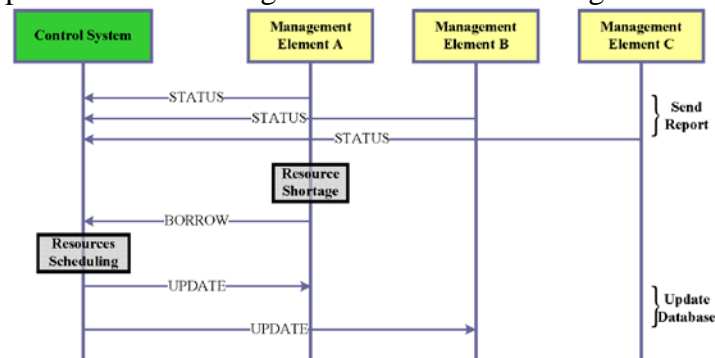 Control System
Management
Element A
Management
Element B
Management
Element C
STATUS
STATUS
STATUS
Send
Report
Resource
Shortage
BORROW
Resources
Scheduling
UPDATE
UPDATE
Update
Database